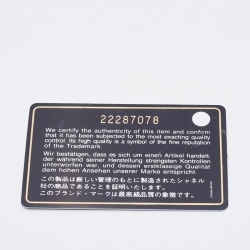 22287078
We certify the authenticity of this item and confirm
that it has been subjected to the most exacting quality
control. Its high quality is a symbol of the fine reputation
of the Trademark.
Wir bestätigen, dass es sich um einen Artikel handelt,
der während seiner Herstellung strengsten Kontrollen
unterworfen war, und dessen erstklassige Qualität
dem hohen Ansehen unserer Marke entspricht.
この製品は厳しい管理のもとに製造されたシャネル
社の商品であることを証明いたします。
このブランド・マークは最高級品質の象徴です。